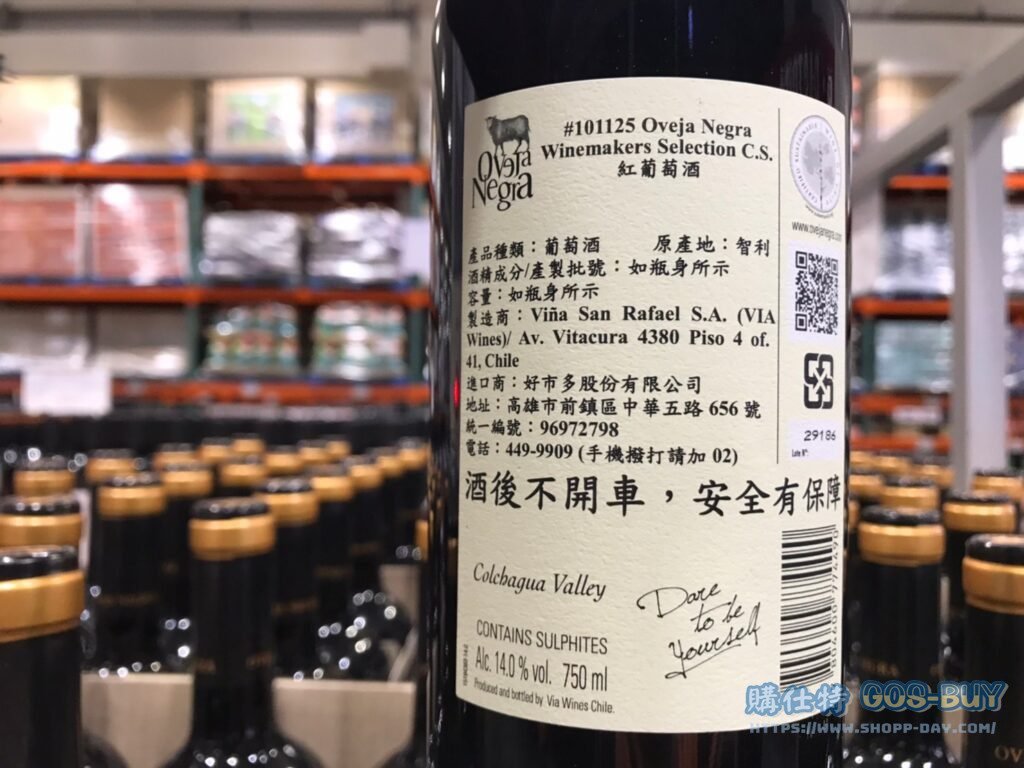 Oveja
Negra
#101125 Oveja Negra
Winemakers Selection C.S.
紅葡萄酒
產品種類：葡萄酒 原產地：智利
酒精成分/產製批號：如瓶身所示
容量：如瓶身所示
製造商：Viña San Rafael S.A. (VIA
Wines)/ Av. Vitacura 4380 Piso 4 of.
41, Chile
進口商：好市多股份有限公司
地址：高雄市前鎮區中華五路 656 號
統一編號：96972798
電話：449-9909 (手機撥打請加 02)
酒後不開車，安全有保障
www.ovejanegra.com
29186
Lote N°:
Colchagua Valley
Dare
to be
Yourself
CONTAINS SULPHITES
Alc. 14.0 % vol. 750 ml
Produced and bottled by Via Wines Chile.
購仕特 GOS-BUY
HTTPS://WWW.SHOPP-DAY.COM/